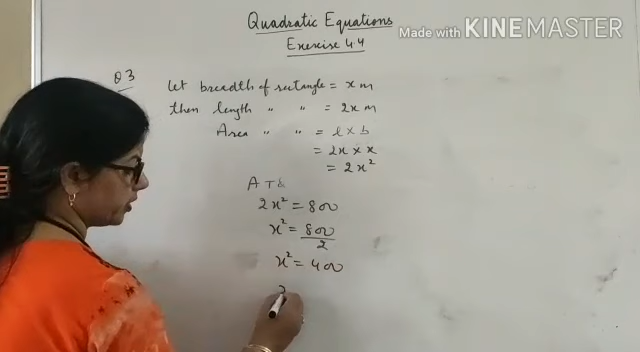 Quadratic Equations
Made with KINEMASTER
Exercise 4.4
Q3
Let breadth of rectangle = x m
then length " " = 2x m
Area " " = l × b
= 2x × x
= 2x²
ATQ
2x² = 800
x² = 800/2
x² = 400